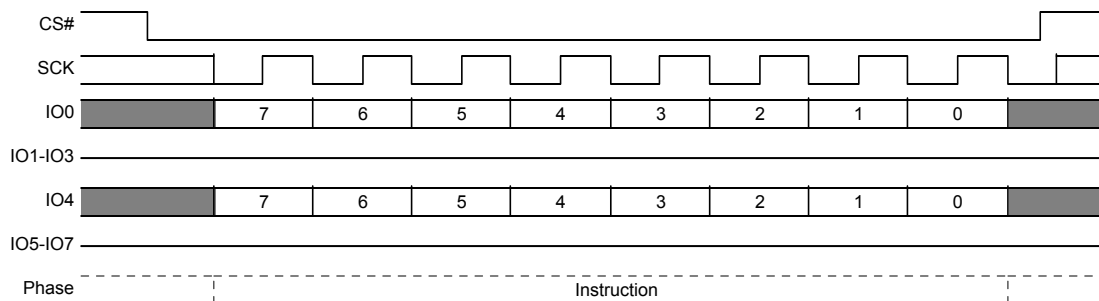 CS#
SCK
IO0 7 6 5 4 3 2 1 0
IO1-IO3
IO4 7 6 5 4 3 2 1 0
IO5-IO7
Phase Instruction